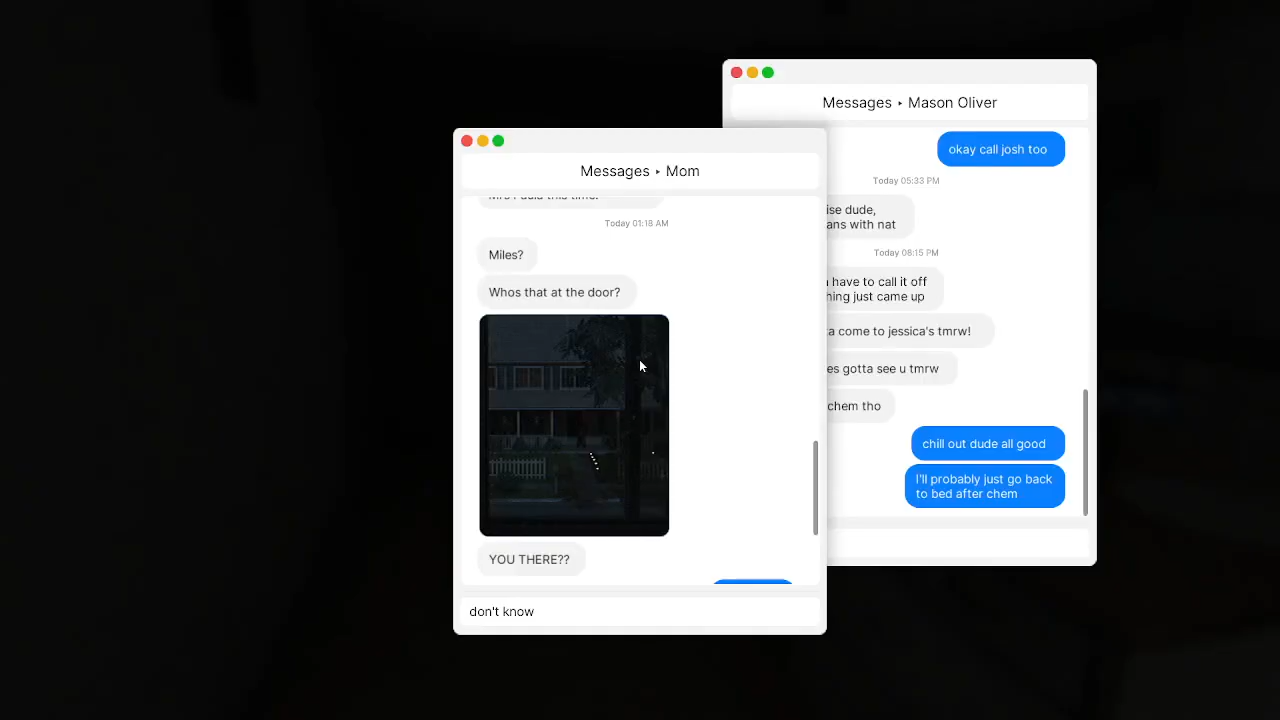 Messages ‣ Mason Oliver
okay call josh too
Today 05:33 PM
ise dude,
ans with nat
Today 08:15 PM
have to call it off
hing just came up
a come to jessica's tmrw!
es gotta see u tmrw
chem tho
chill out dude all good
I'll probably just go back
to bed after chem
Messages ‣ Mom
Today 01:18 AM
Miles?
Whos that at the door?
YOU THERE??
don't know